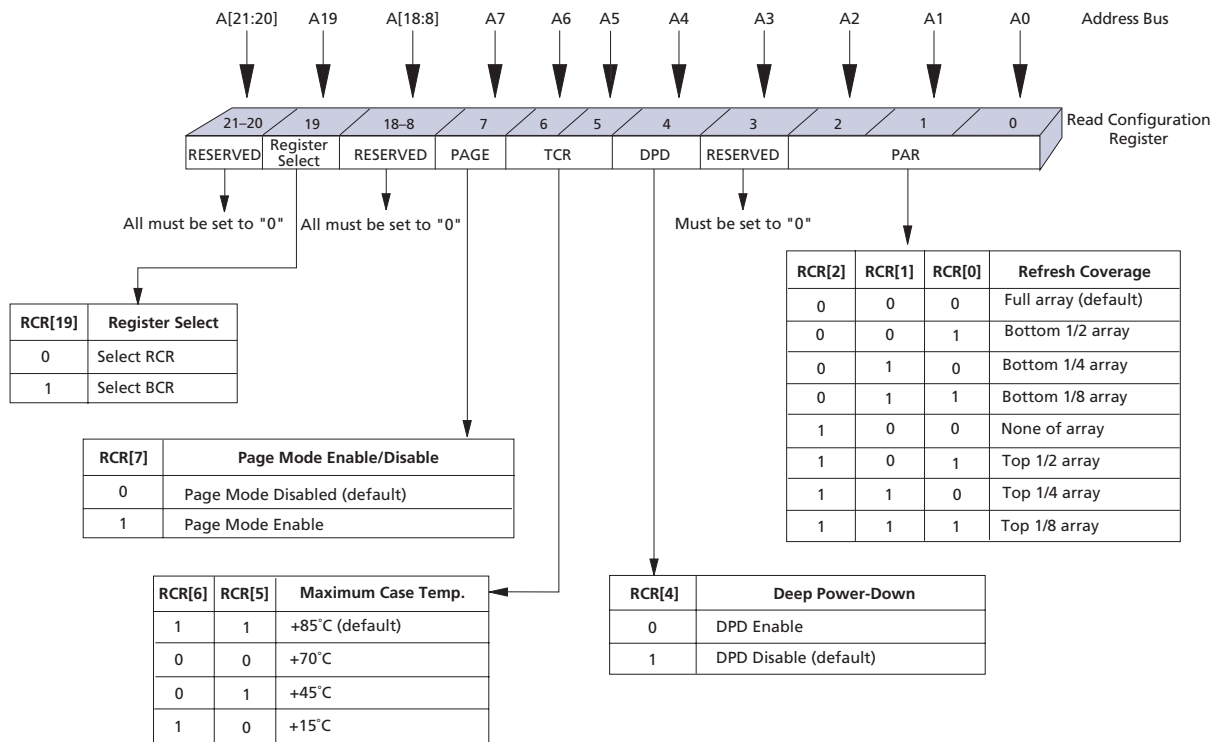 A[21:20] A19 A[18:8] A7 A6 A5 A4 A3 A2 A1 A0 Address Bus
21–20 19 18–8 7 6 5 4 3 2 1 0
Read Configuration
Register
RESERVED Register Select RESERVED PAGE TCR DPD RESERVED PAR
All must be set to "0" All must be set to "0" Must be set to "0"
RCR[19] Register Select
0 Select RCR
1 Select BCR
RCR[7] Page Mode Enable/Disable
0 Page Mode Disabled (default)
1 Page Mode Enable
RCR[6] RCR[5] Maximum Case Temp.
1 1 +85˚C (default)
0 0 +70˚C
0 1 +45˚C
1 0 +15˚C
RCR[4] Deep Power-Down
0 DPD Enable
1 DPD Disable (default)
RCR[2] RCR[1] RCR[0] Refresh Coverage
0 0 0 Full array (default)
0 0 1 Bottom 1/2 array
0 1 0 Bottom 1/4 array
0 1 1 Bottom 1/8 array
1 0 0 None of array
1 0 1 Top 1/2 array
1 1 0 Top 1/4 array
1 1 1 Top 1/8 array